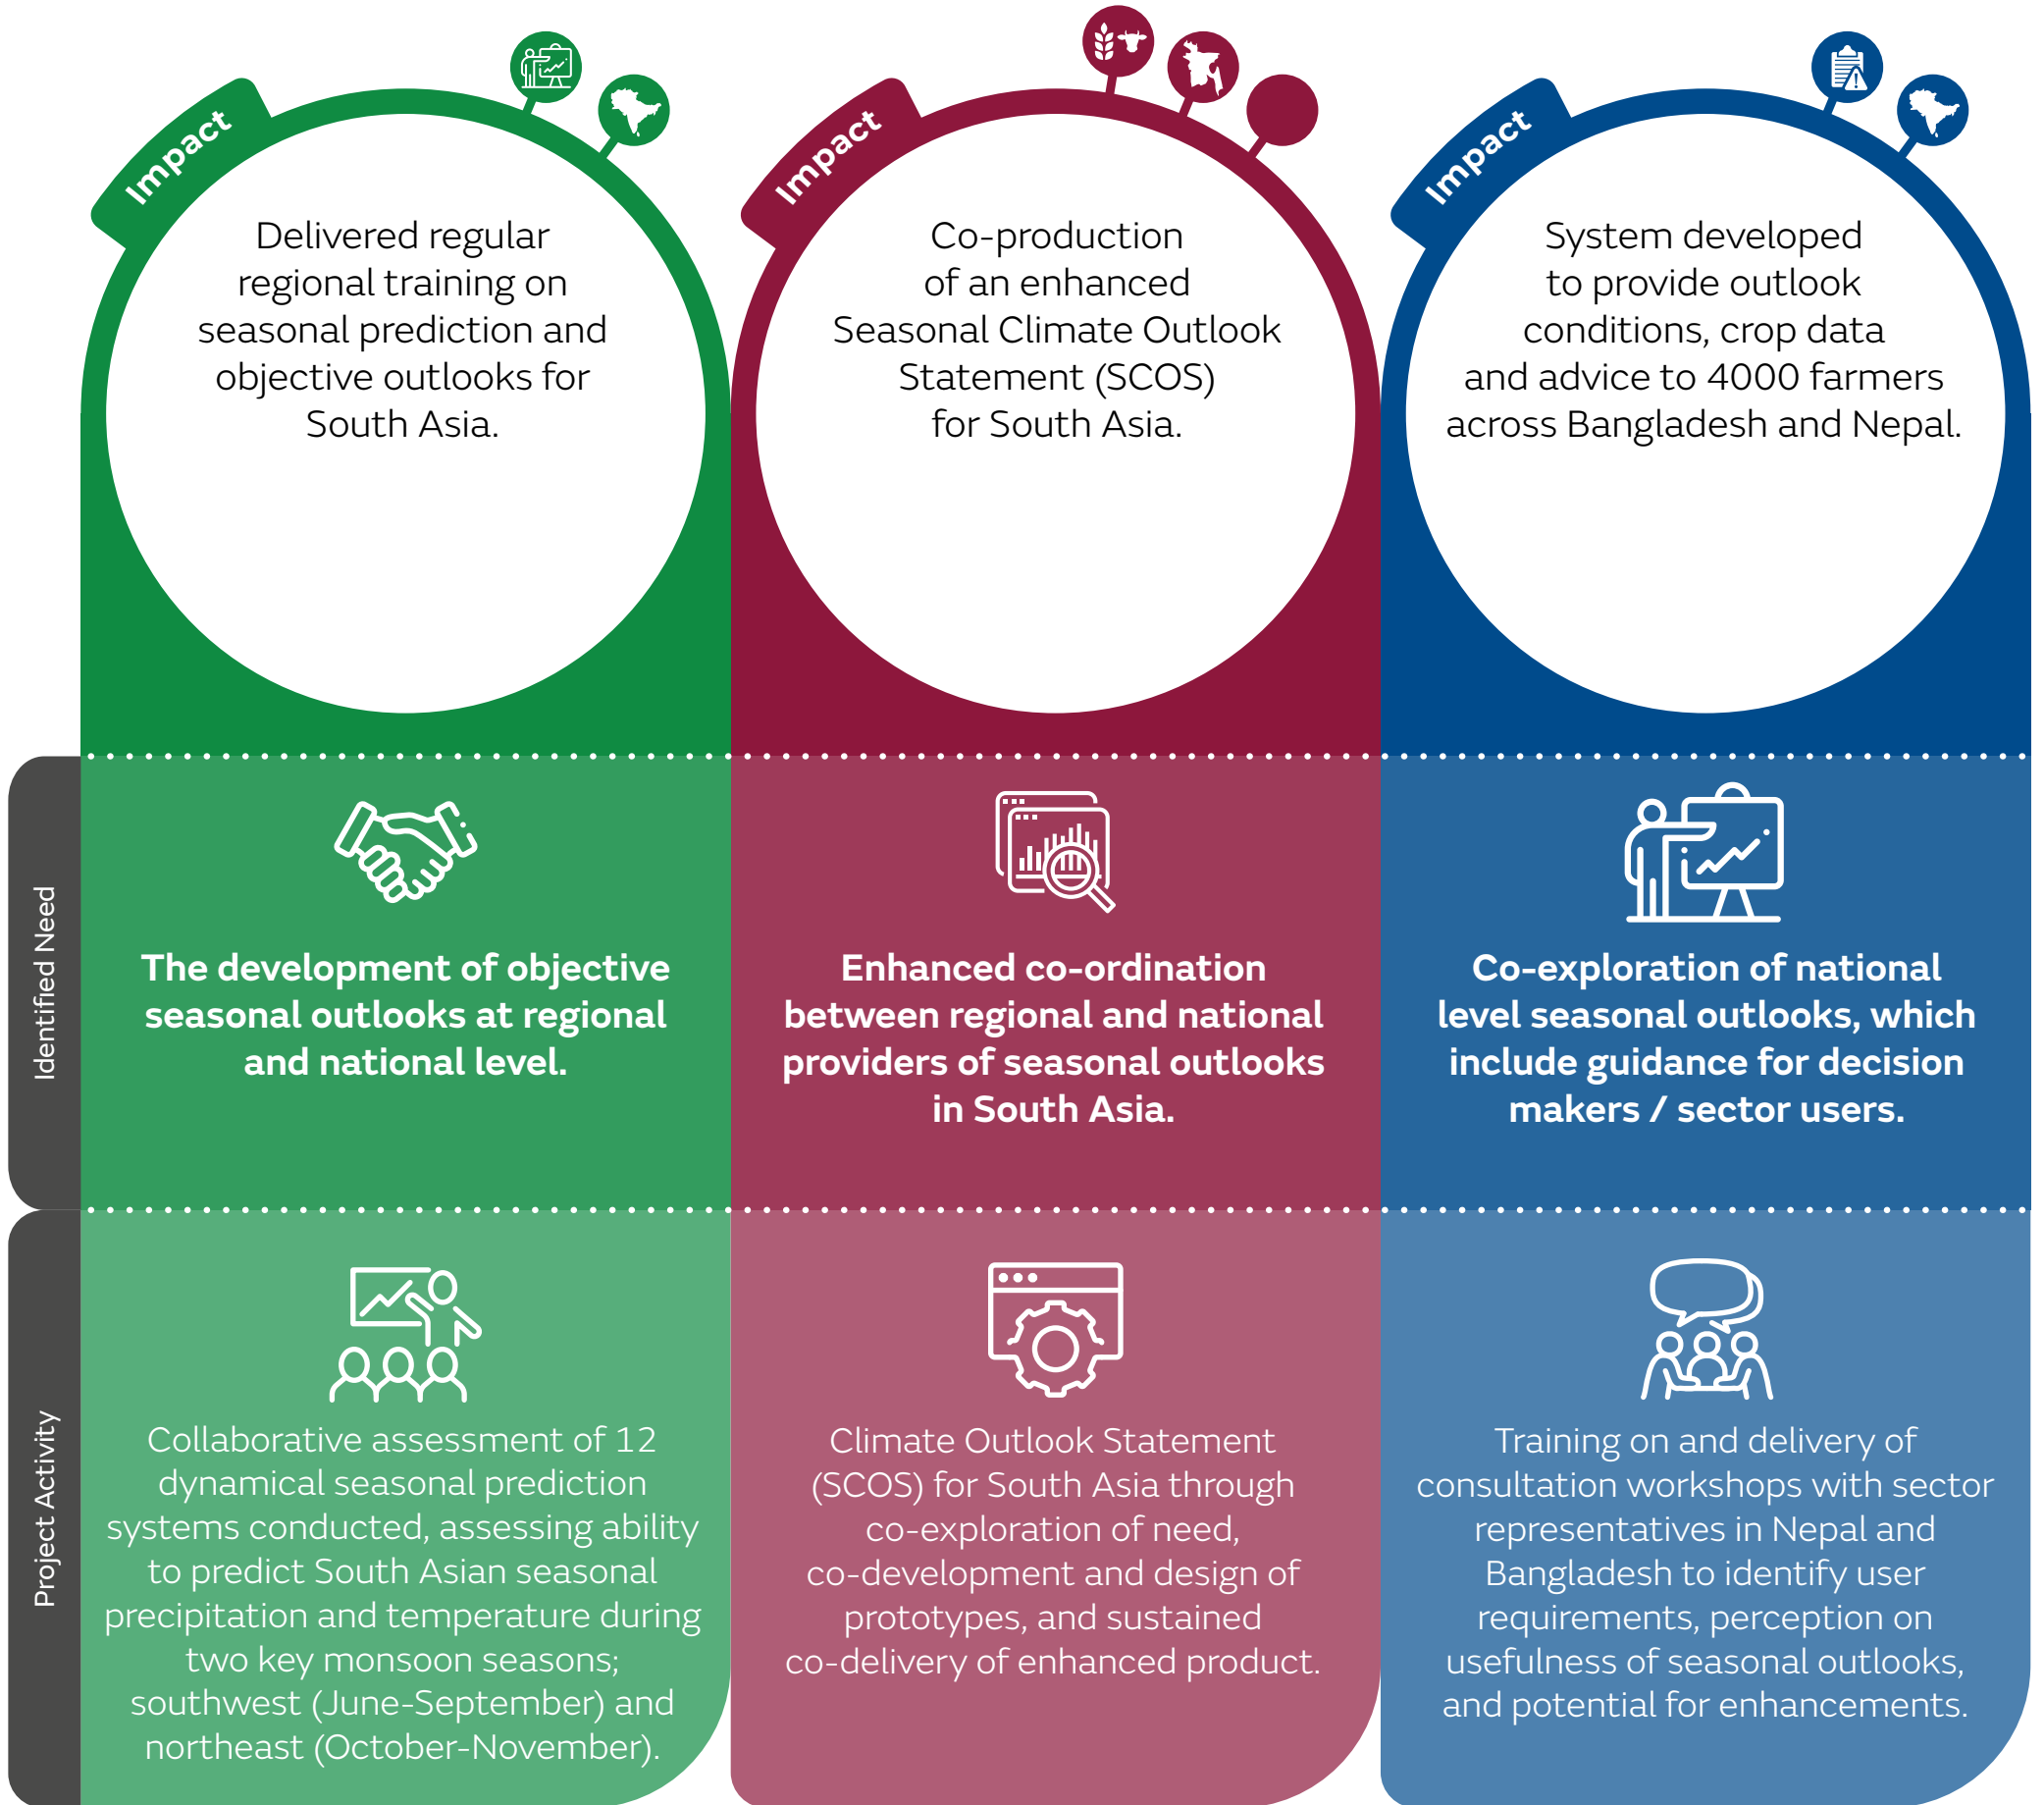 Impact
Delivered regular
regional training on
seasonal prediction and
objective outlooks for
South Asia.
Impact
Co-production
of an enhanced
Seasonal Climate Outlook
Statement (SCOS)
for South Asia.
Impact
System developed
to provide outlook
conditions, crop data
and advice to 4000 farmers
across Bangladesh and Nepal.
Identified Need
The development of objective
seasonal outlooks at regional
and national level.
Enhanced co-ordination
between regional and national
providers of seasonal outlooks
in South Asia.
Co-exploration of national
level seasonal outlooks, which
include guidance for decision
makers / sector users.
Project Activity
Collaborative assessment of 12
dynamical seasonal prediction
systems conducted, assessing ability
to predict South Asian seasonal
precipitation and temperature during
two key monsoon seasons;
southwest (June-September) and
northeast (October-November).
Climate Outlook Statement
(SCOS) for South Asia through
co-exploration of need,
co-development and design of
prototypes, and sustained
co-delivery of enhanced product.
Training on and delivery of
consultation workshops with sector
representatives in Nepal and
Bangladesh to identify user
requirements, perception on
usefulness of seasonal outlooks,
and potential for enhancements.